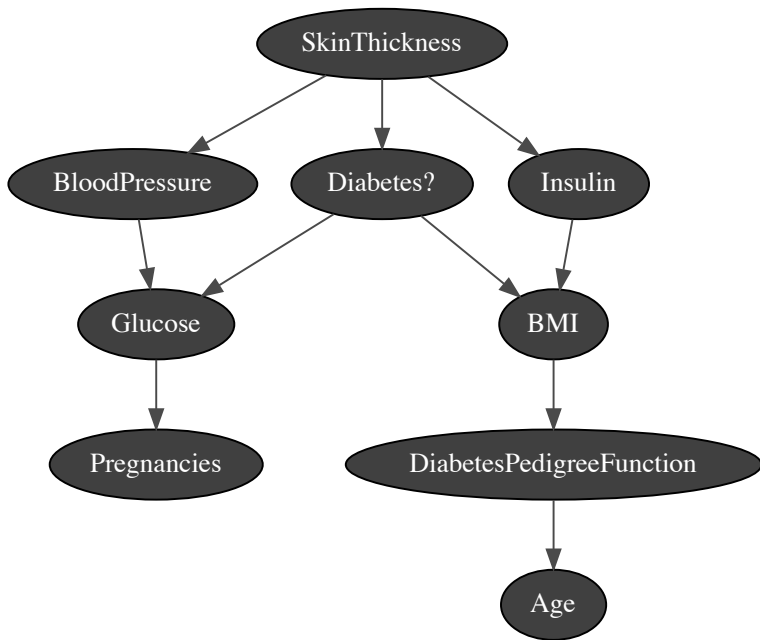 SkinThickness
BloodPressure
Diabetes?
Insulin
Glucose
BMI
Pregnancies
DiabetesPedigreeFunction
Age